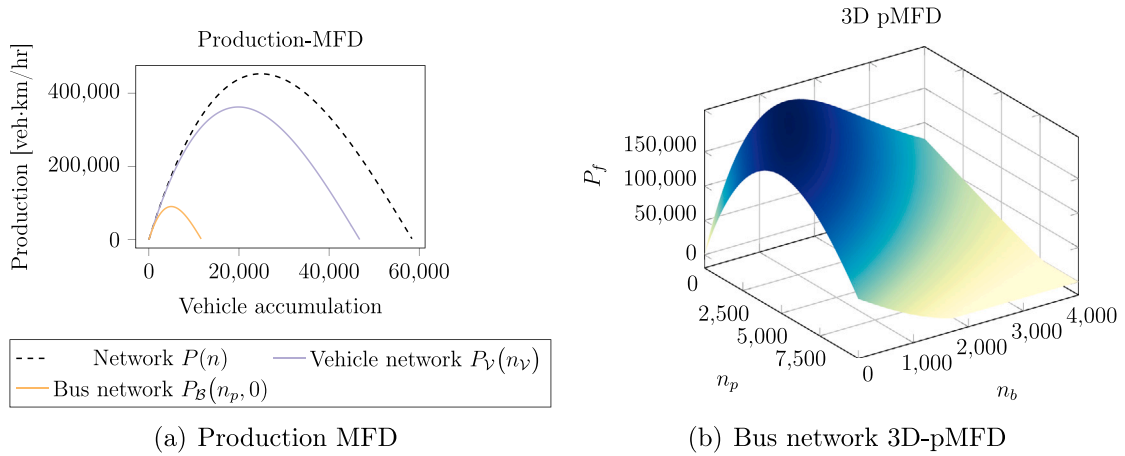 Production-MFD
Production [veh·km/hr]
400,000
200,000
0
0
20,000
40,000
60,000
Vehicle accumulation
Network P(n)
Vehicle network P_𝒱(n_𝒱)
Bus network P_ℬ(n_p, 0)
(a) Production MFD
3D pMFD
P_f
150,000
100,000
50,000
0
0
2,500
5,000
7,500
n_p
0
1,000
2,000
3,000
4,000
n_b
(b) Bus network 3D-pMFD